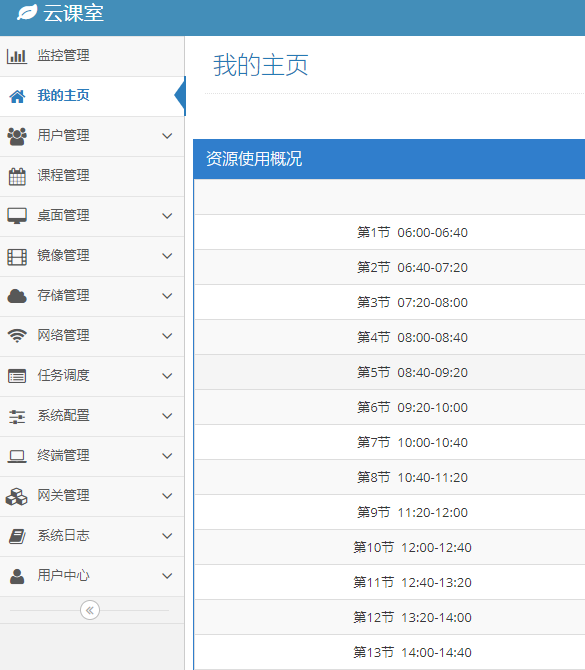 云课室
监控管理
我的主页
用户管理
课程管理
桌面管理
镜像管理
存储管理
网络管理
任务调度
系统配置
终端管理
网关管理
系统日志
用户中心
我的主页
资源使用概况
第1节 06:00-06:40
第2节 06:40-07:20
第3节 07:20-08:00
第4节 08:00-08:40
第5节 08:40-09:20
第6节 09:20-10:00
第7节 10:00-10:40
第8节 10:40-11:20
第9节 11:20-12:00
第10节 12:00-12:40
第11节 12:40-13:20
第12节 13:20-14:00
第13节 14:00-14:40